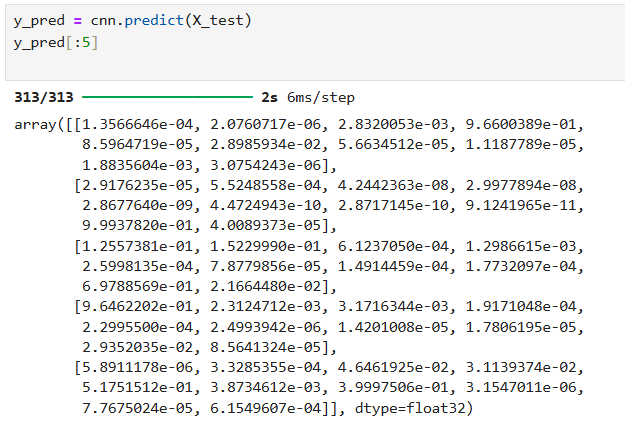 y_pred = cnn.predict(X_test)
y_pred[:5]
313/313 ━━━━━━━━━━━━━━━━━━━━ 2s 6ms/step
array([[1.3566646e-04, 2.0760717e-06, 2.8320053e-03, 9.6600389e-01,
8.5964719e-05, 2.8985934e-02, 5.6634512e-05, 1.1187789e-05,
1.8835604e-03, 3.0754243e-06],
[2.9176235e-05, 5.5248558e-04, 4.2442363e-08, 2.9977894e-08,
2.8677640e-09, 4.4724943e-10, 2.8717145e-10, 9.1241965e-11,
9.9937820e-01, 4.0089373e-05],
[1.2557381e-01, 1.5229990e-01, 6.1237050e-04, 1.2986615e-03,
2.5998135e-04, 7.8779856e-05, 1.4914459e-04, 1.7732097e-04,
6.9788569e-01, 2.1664480e-02],
[9.6462202e-01, 2.3124712e-03, 3.1716344e-03, 1.9171048e-04,
2.2995500e-04, 2.4993942e-06, 1.4201008e-05, 1.7806195e-05,
2.9352035e-02, 8.5641324e-05],
[5.8911178e-06, 3.3285355e-04, 4.6461925e-02, 3.1139374e-02,
5.1751512e-01, 3.8734612e-03, 3.9997506e-01, 3.1547011e-06,
7.7675024e-05, 6.1549607e-04]], dtype=float32)